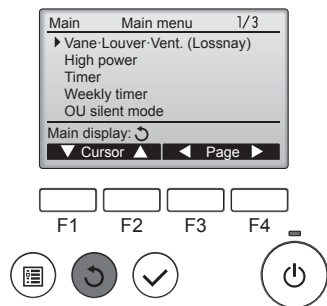 Main Main menu 1/3
Vane·Louver·Vent. (Lossnay)
High power
Timer
Weekly timer
OU silent mode
Main display:
Cursor Page
F1 F2 F3 F4